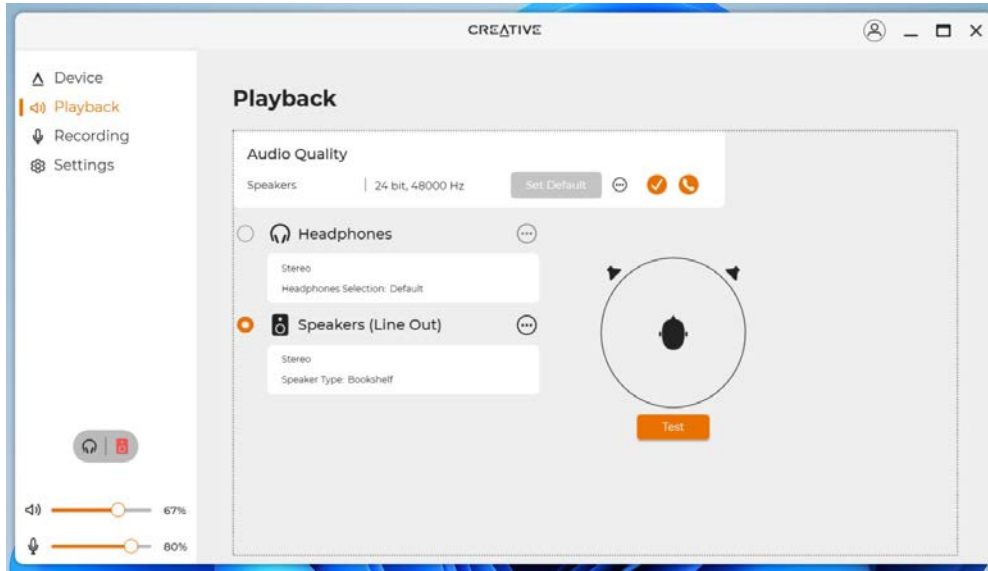 CREATIVE
Device
Playback
Recording
Settings
67%
80%
Playback
Audio Quality
Speakers | 24 bit, 48000 Hz Set Default
Headphones
Stereo
Headphones Selection: Default
Speakers (Line Out)
Stereo
Speaker Type: Bookshelf
Test